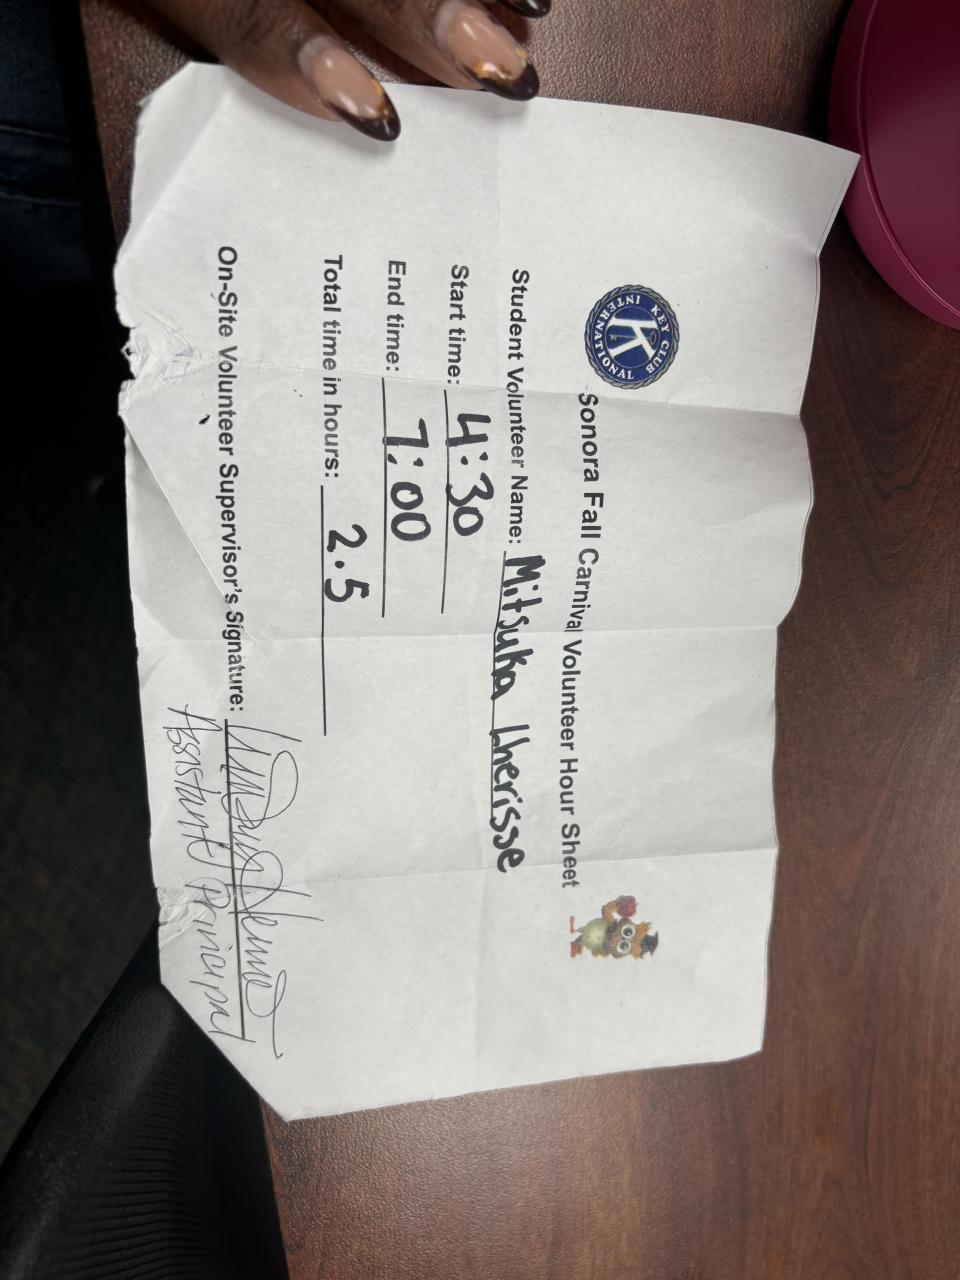 KEY CLUB
INTERNATIONAL
K
Sonora Fall Carnival Volunteer Hour Sheet
Student Volunteer Name: Mitsuka Lherisse
Start time: 4:30
End time: 7:00
Total time in hours: 2.5
On-Site Volunteer Supervisor's Signature:
Assistant Principal